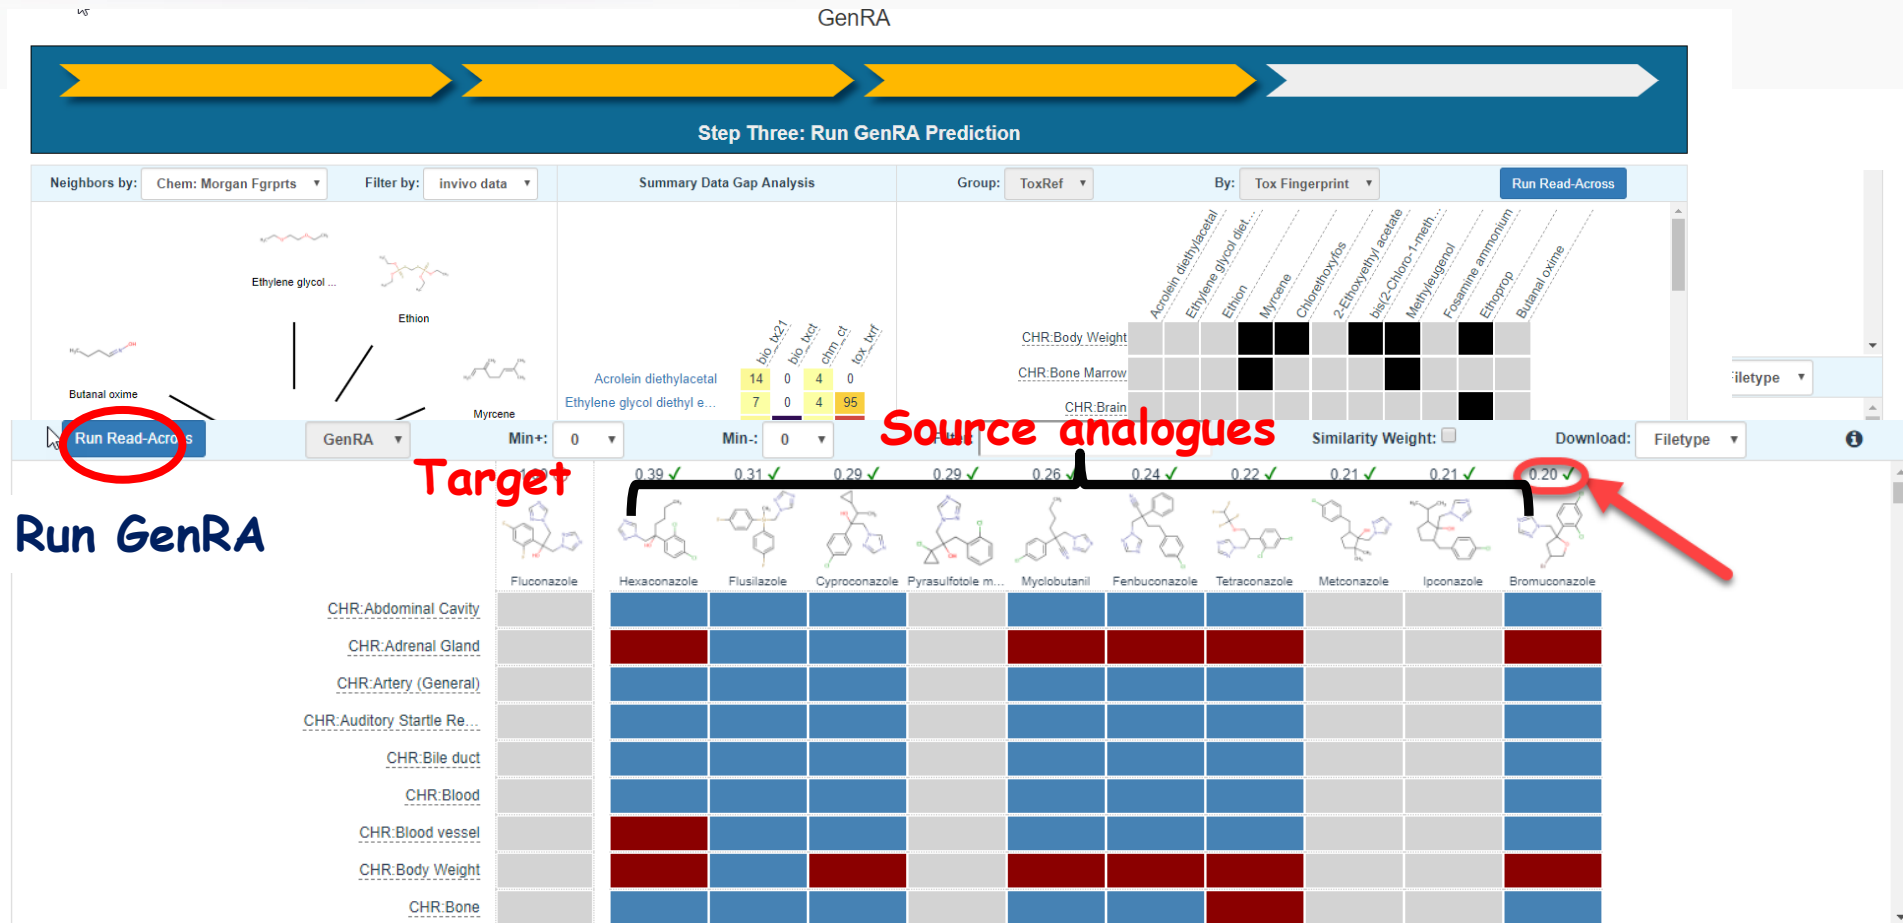 GenRA
Step Three: Run GenRA Prediction
Neighbors by: Chem: Morgan Fgrprts Filter by: invivo data Summary Data Gap Analysis Group: ToxRef By: Tox Fingerprint Run Read-Across
Ethylene glycol ...
Ethion
Butanal oxime
Myrcene
bio_tx21 bio_txct chm_ct tox_txrf
Acrolein diethylacetal 14 0 4 0
Ethylene glycol diethyl e... 7 0 4 95
Acrolein diethylacetal
Ethylene glycol diet...
Ethion
Myrcene
Chlorethoxyfos
2-Ethoxyethyl acetate
bis(2-Chloro-1-meth...
Methyleugenol
Fosamine ammonium
Ethoprop
Butanal oxime
CHR:Body Weight
CHR:Bone Marrow
CHR:Brain
Filetype
Run Read-Across GenRA Min+: 0 Min-: 0 Similarity Weight: Download: Filetype
Source analogues
Target
0.39 0.31 0.29 0.29 0.26 0.24 0.22 0.21 0.21 0.20
Run GenRA
Fluconazole Hexaconazole Flusilazole Cyproconazole Pyrasulfotole m... Myclobutanil Fenbuconazole Tetraconazole Metconazole Ipconazole Bromuconazole
CHR:Abdominal Cavity
CHR:Adrenal Gland
CHR:Artery (General)
CHR:Auditory Startle Re...
CHR:Bile duct
CHR:Blood
CHR:Blood vessel
CHR:Body Weight
CHR:Bone